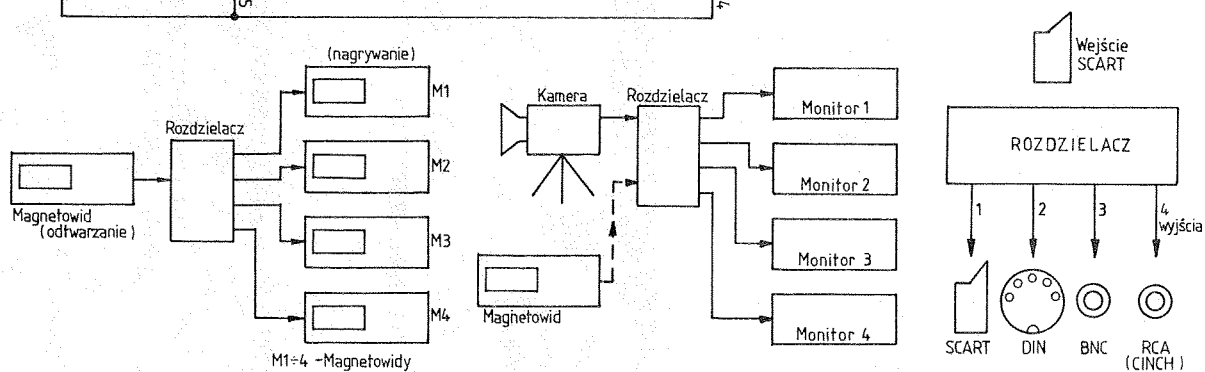 S
4
(nagrywanie)
M1
Rozdzielacz
M2
Magnetowid
(odtwarzanie)
M3
M4
M1÷4 -Magnetowidy
Kamera
Rozdzielacz
Monitor 1
Monitor 2
Monitor 3
Magnetowid
Monitor 4
Wejście
SCART
ROZDZIELACZ
1
2
3
4
wyjścia
SCART
DIN
BNC
RCA
(CINCH)